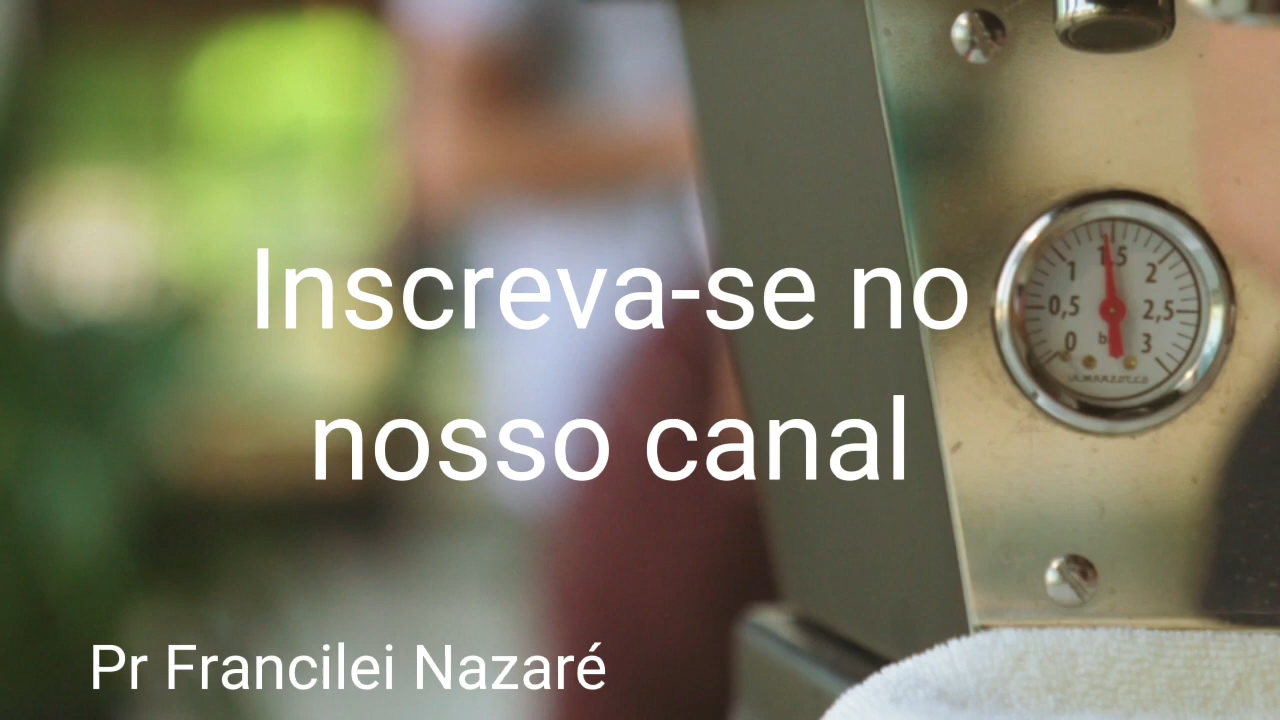 Inscreva-se no
nosso canal
Pr Francilei Nazaré
1,5
1
2
0,5
2,5
0
3